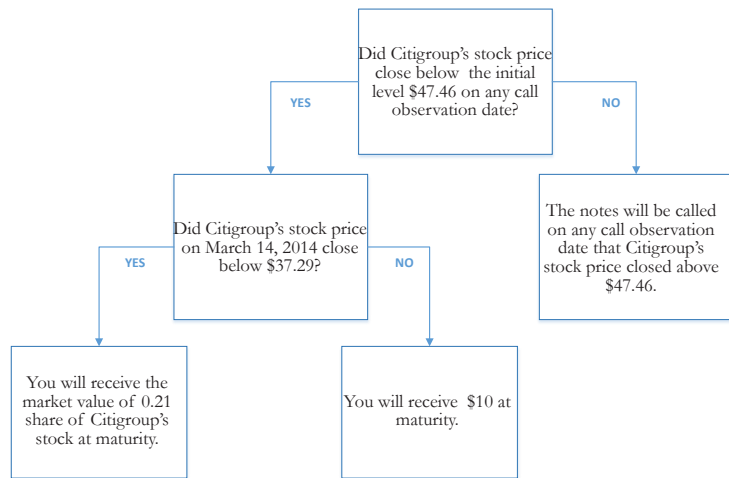 Did Citigroup's stock price
close below the initial
level $47.46 on any call
observation date?
YES
NO
Did Citigroup's stock price
on March 14, 2014 close
below $37.29?
The notes will be called
on any call observation
date that Citigroup's
stock price closed above
$47.46.
YES
NO
You will receive the
market value of 0.21
share of Citigroup's
stock at maturity.
You will receive $10 at
maturity.